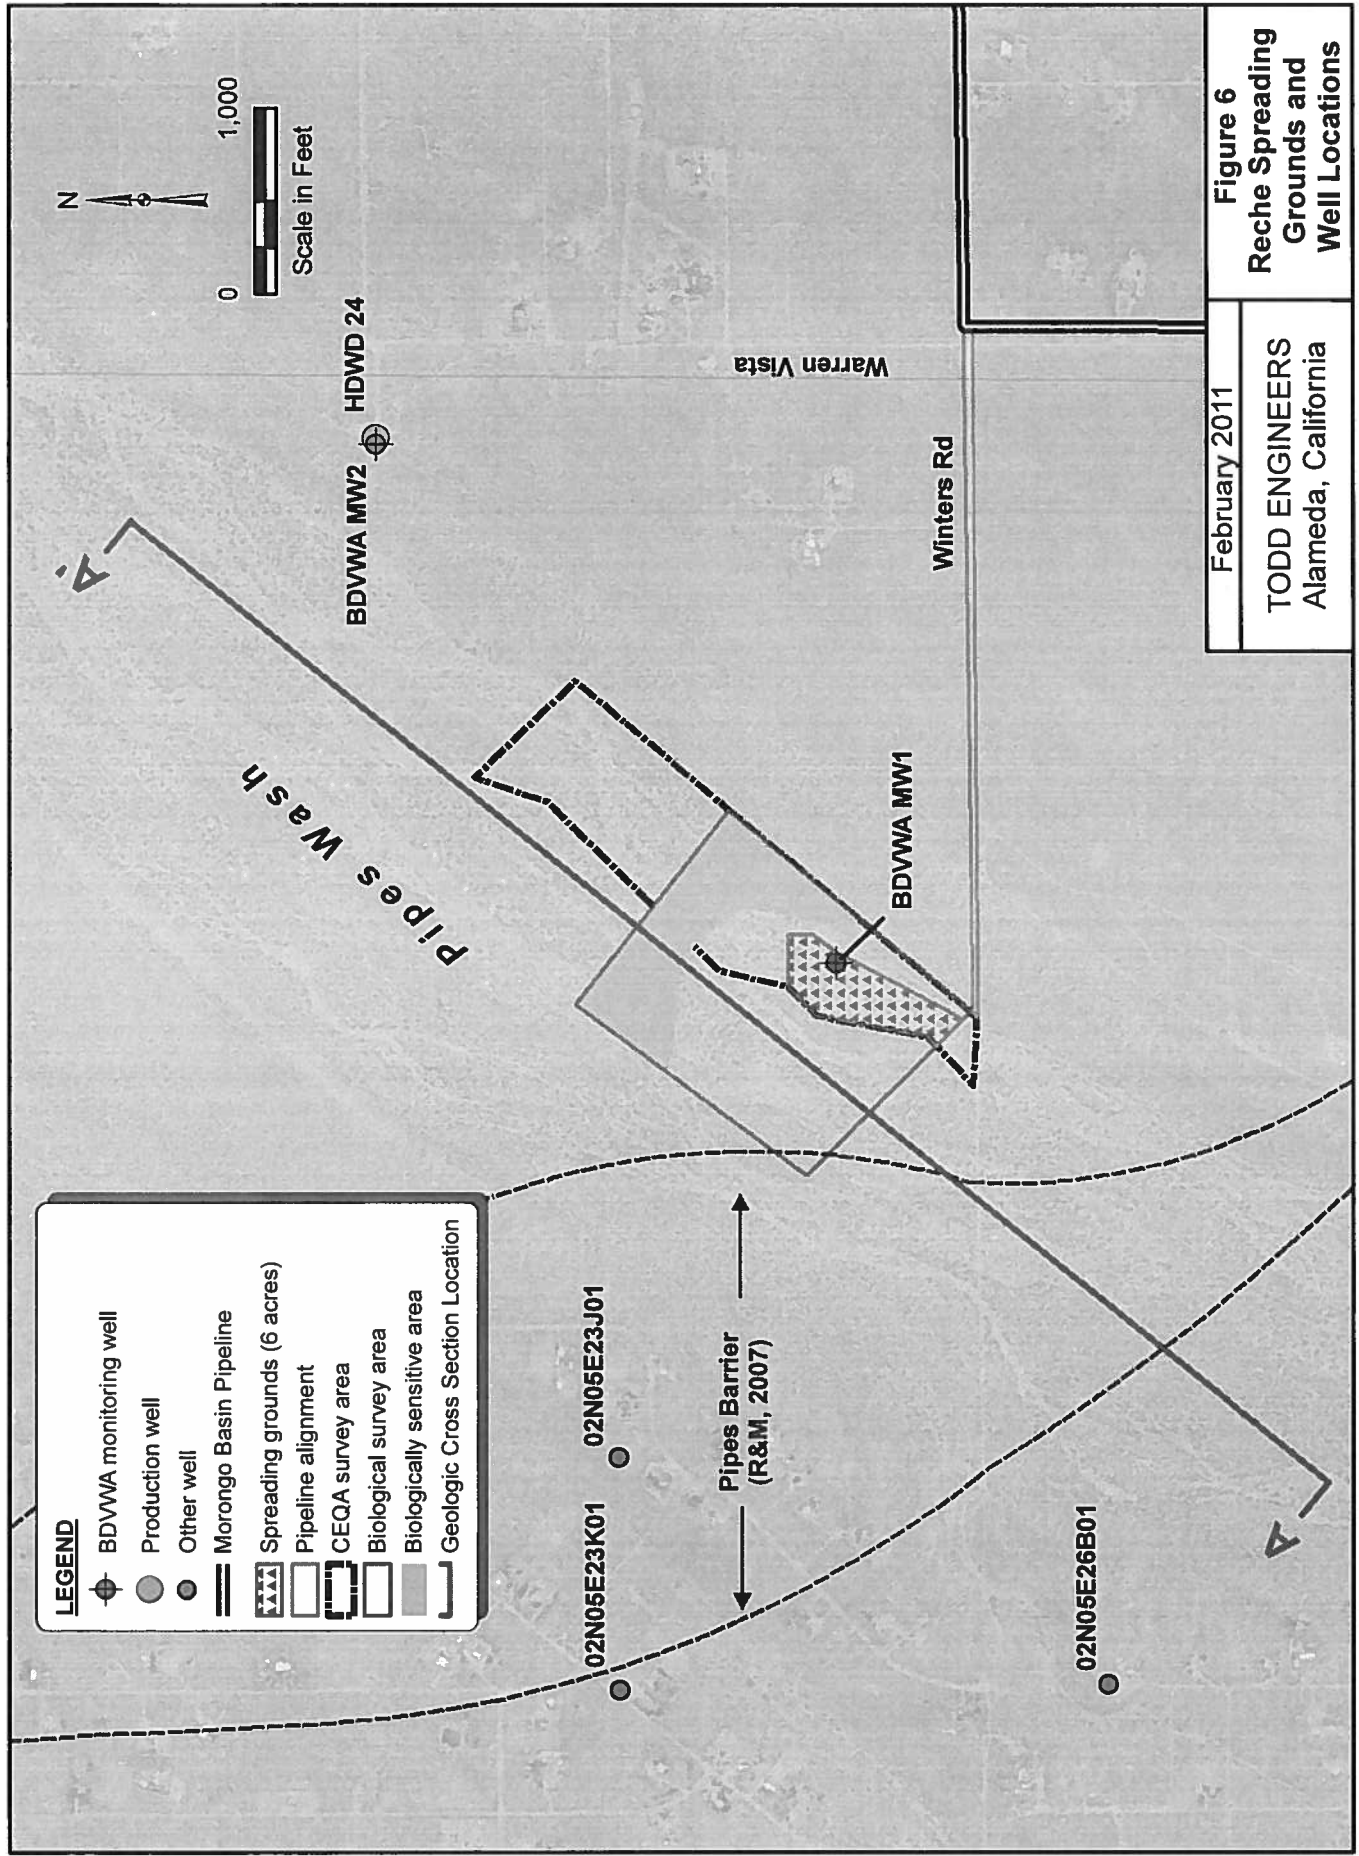 LEGEND
BDVWA monitoring well
Production well
Other well
Morongo Basin Pipeline
Spreading grounds (6 acres)
Pipeline alignment
CEQA survey area
Biological survey area
Biologically sensitive area
Geologic Cross Section Location
N
0 1,000
Scale in Feet
A'
Pipes Wash
BDVWA MW2
HDWD 24
02N05E23K01
02N05E23J01
Pipes Barrier
(R&M, 2007)
Warren Vista
BDVWA MW1
Winters Rd
02N05E26B01
A
February 2011
TODD ENGINEERS
Alameda, California
Figure 6
Reche Spreading
Grounds and
Well Locations